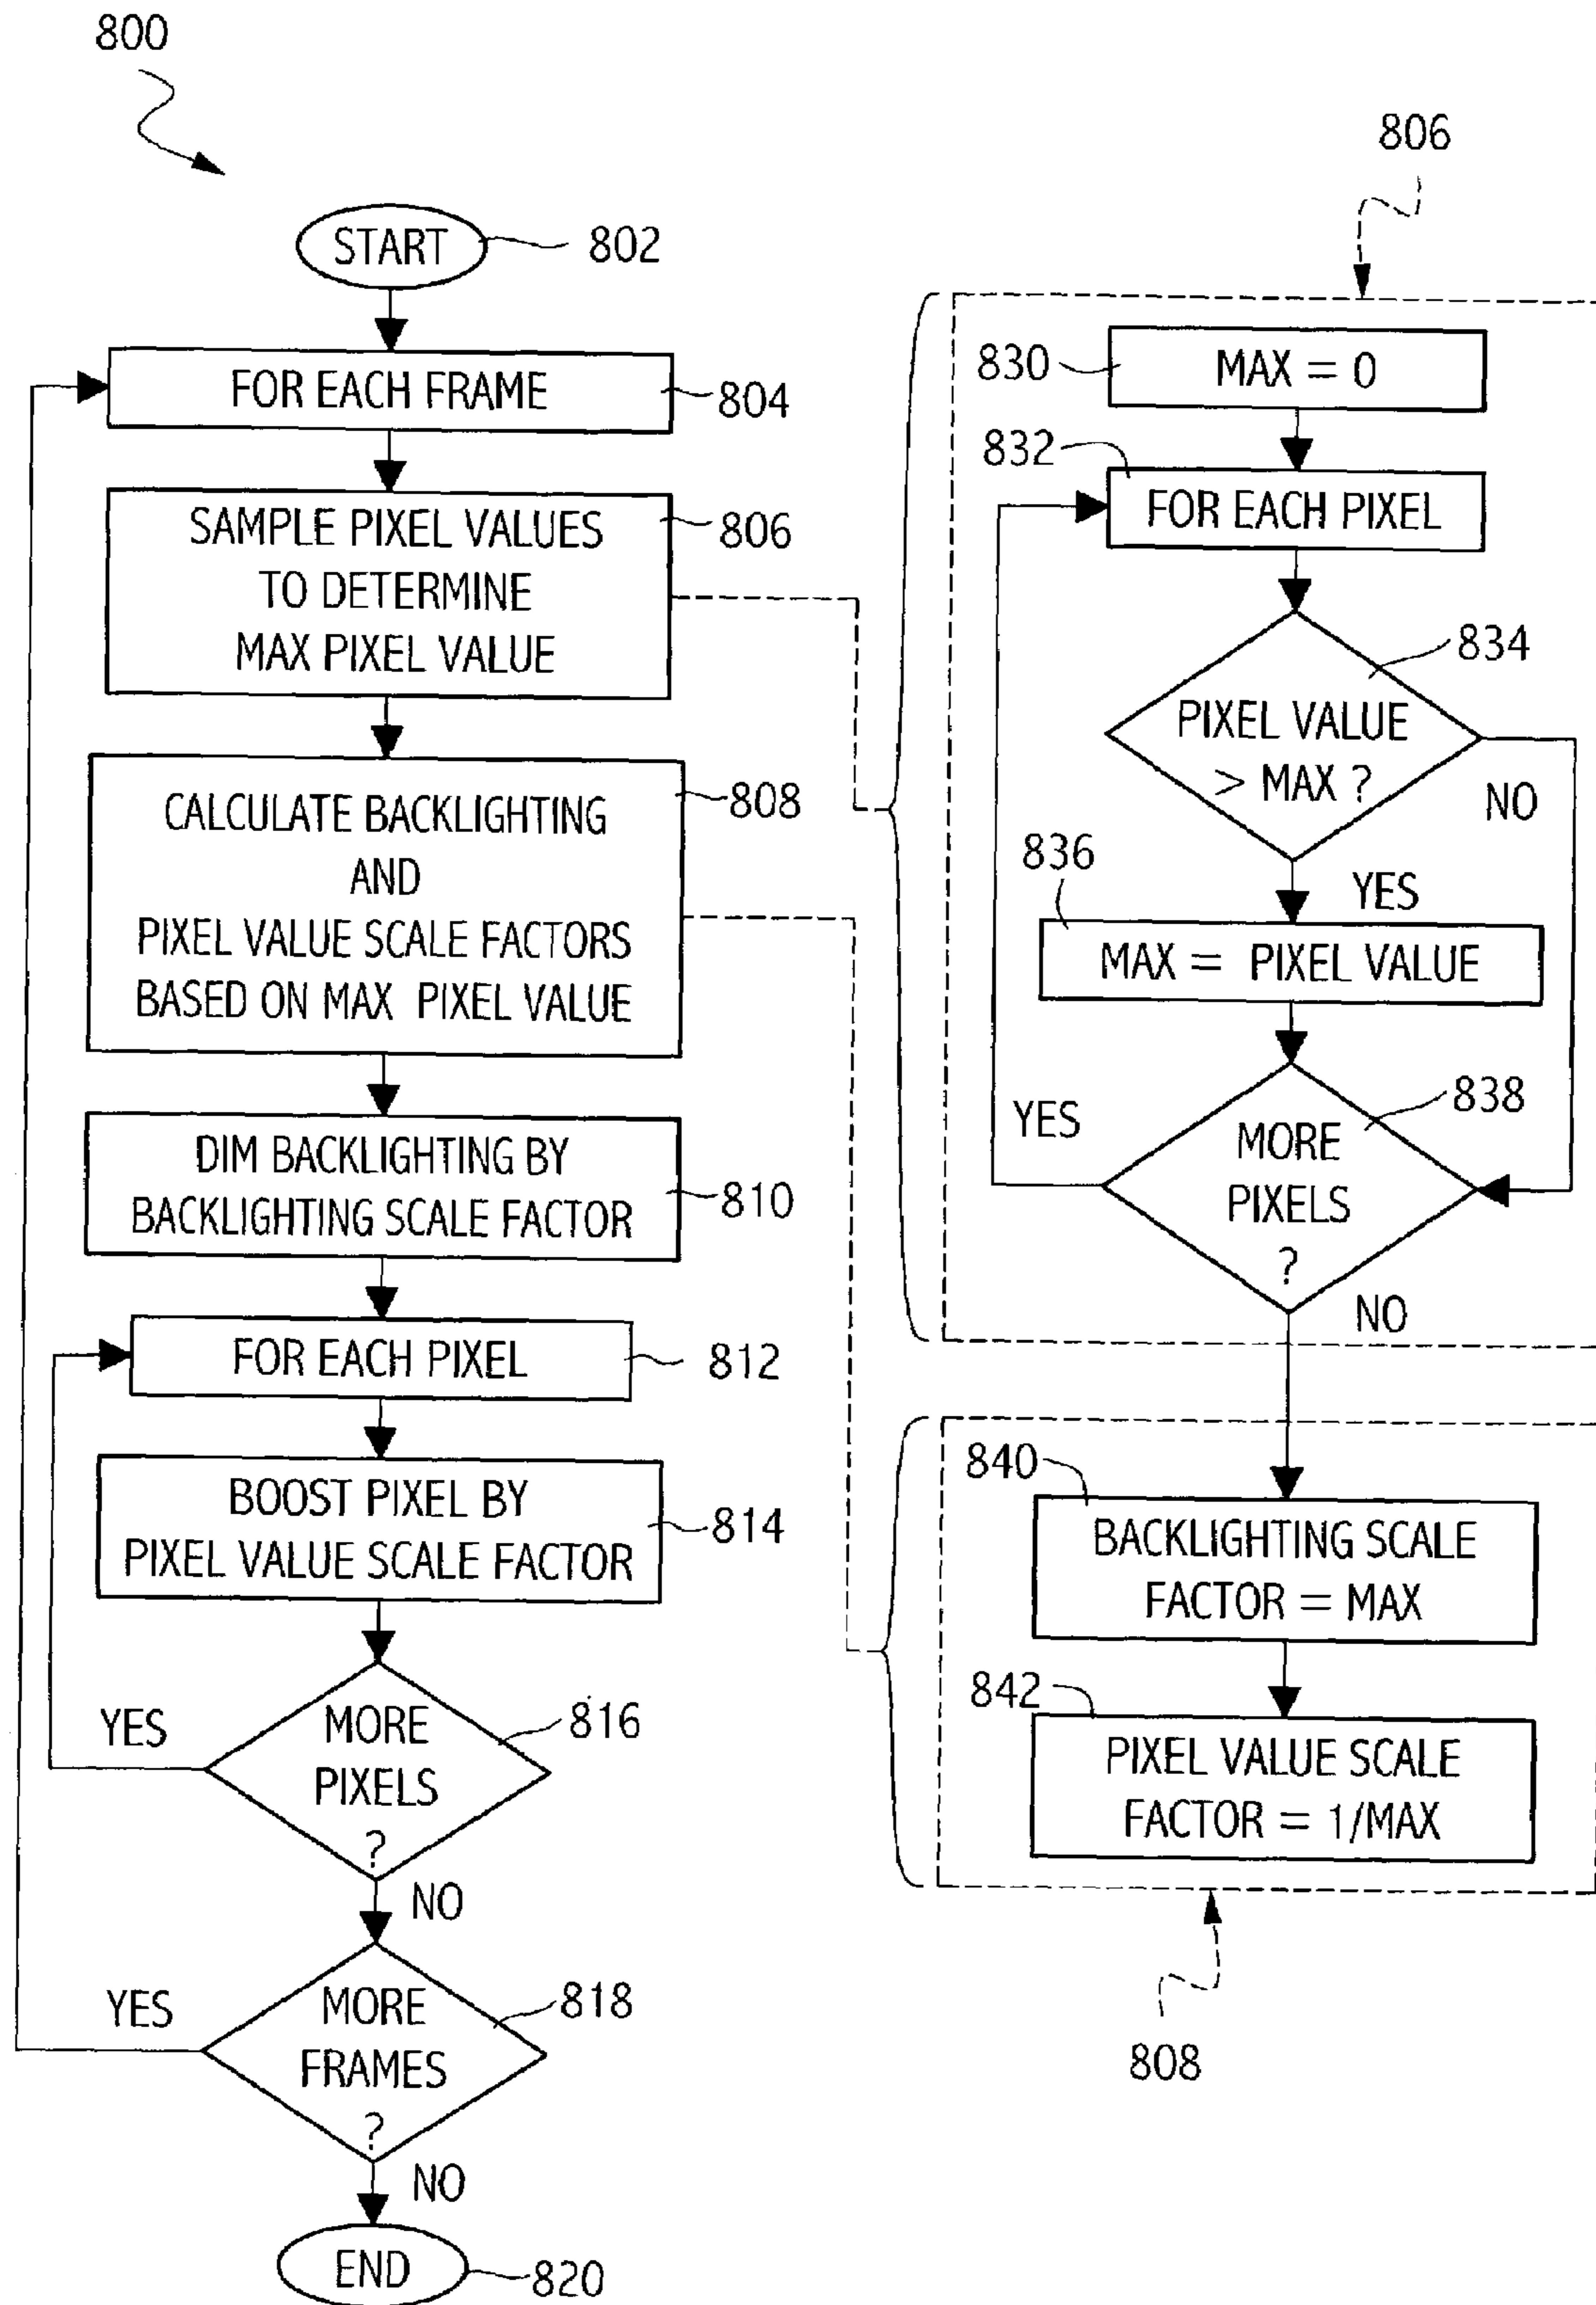 800
START
802
FOR EACH FRAME
804
SAMPLE PIXEL VALUES
TO DETERMINE
MAX PIXEL VALUE
806
CALCULATE BACKLIGHTING
AND
PIXEL VALUE SCALE FACTORS
BASED ON MAX PIXEL VALUE
808
DIM BACKLIGHTING BY
BACKLIGHTING SCALE FACTOR
810
FOR EACH PIXEL
812
BOOST PIXEL BY
PIXEL VALUE SCALE FACTOR
814
MORE
PIXELS
?
816
YES
NO
MORE
FRAMES
?
818
YES
NO
END
820
806
830
MAX = 0
832
FOR EACH PIXEL
834
PIXEL VALUE
> MAX ?
NO
YES
836
MAX = PIXEL VALUE
838
MORE
PIXELS
?
YES
NO
840
BACKLIGHTING SCALE
FACTOR = MAX
842
PIXEL VALUE SCALE
FACTOR = 1/MAX
808